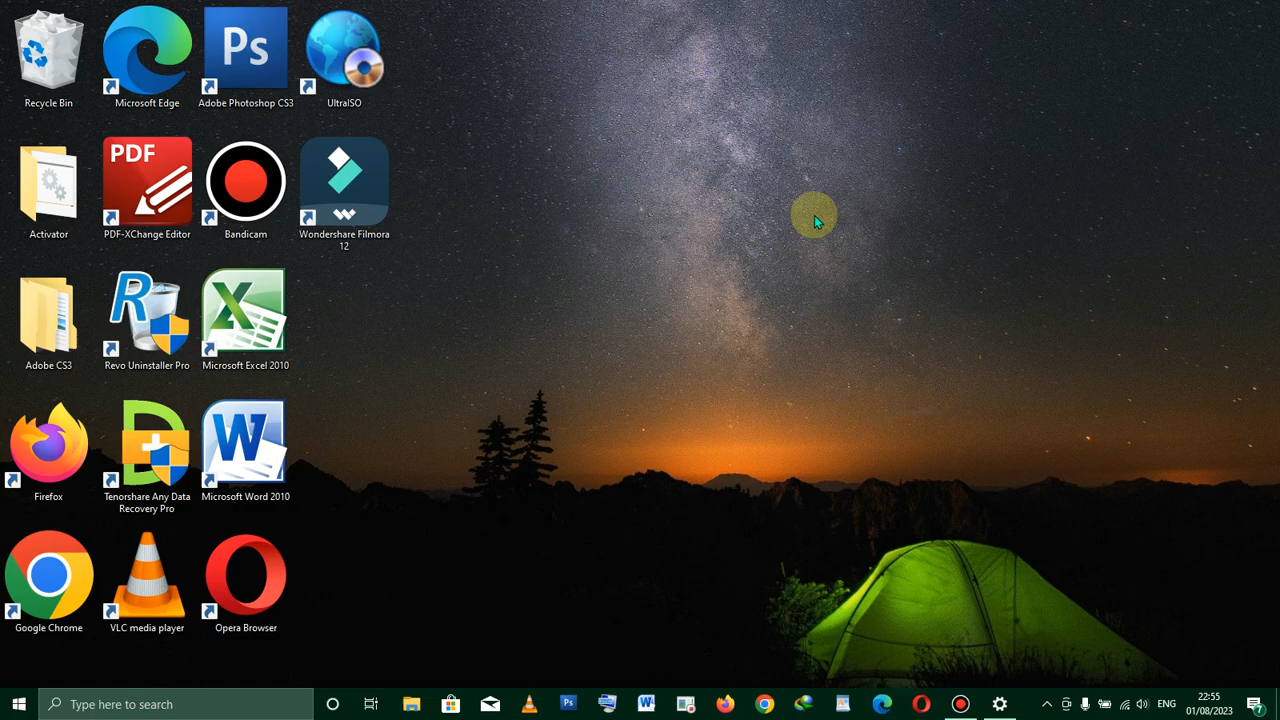 Recycle Bin
Microsoft Edge
Ps
Adobe Photoshop CS3
UltraISO
Activator
PDF
PDF-XChange Editor
Bandicam
Wondershare Filmora
12
Adobe CS3
R
Revo Uninstaller Pro
X
Microsoft Excel 2010
Firefox
D
Tenorshare Any Data
Recovery Pro
W
Microsoft Word 2010
Google Chrome
VLC media player
Opera Browser
Type here to search
Ps
W
ENG
22:55
01/08/2023
7